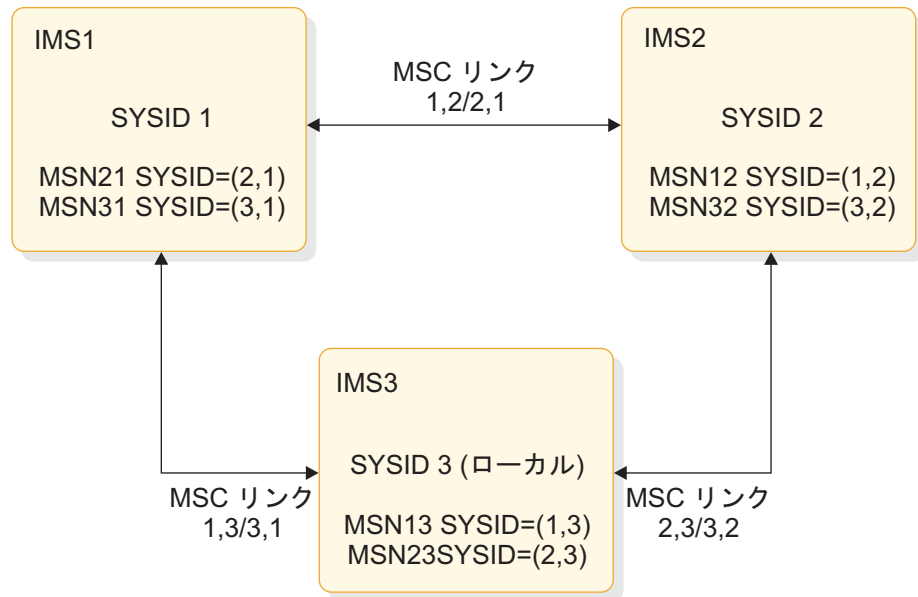 IMS1
SYSID 1
MSN21 SYSID=(2,1)
MSN31 SYSID=(3,1)
MSC リンク
1,2/2,1
IMS2
SYSID 2
MSN12 SYSID=(1,2)
MSN32 SYSID=(3,2)
IMS3
SYSID 3 (ローカル)
MSN13 SYSID=(1,3)
MSN23SYSID=(2,3)
MSC リンク
1,3/3,1
MSC リンク
2,3/3,2